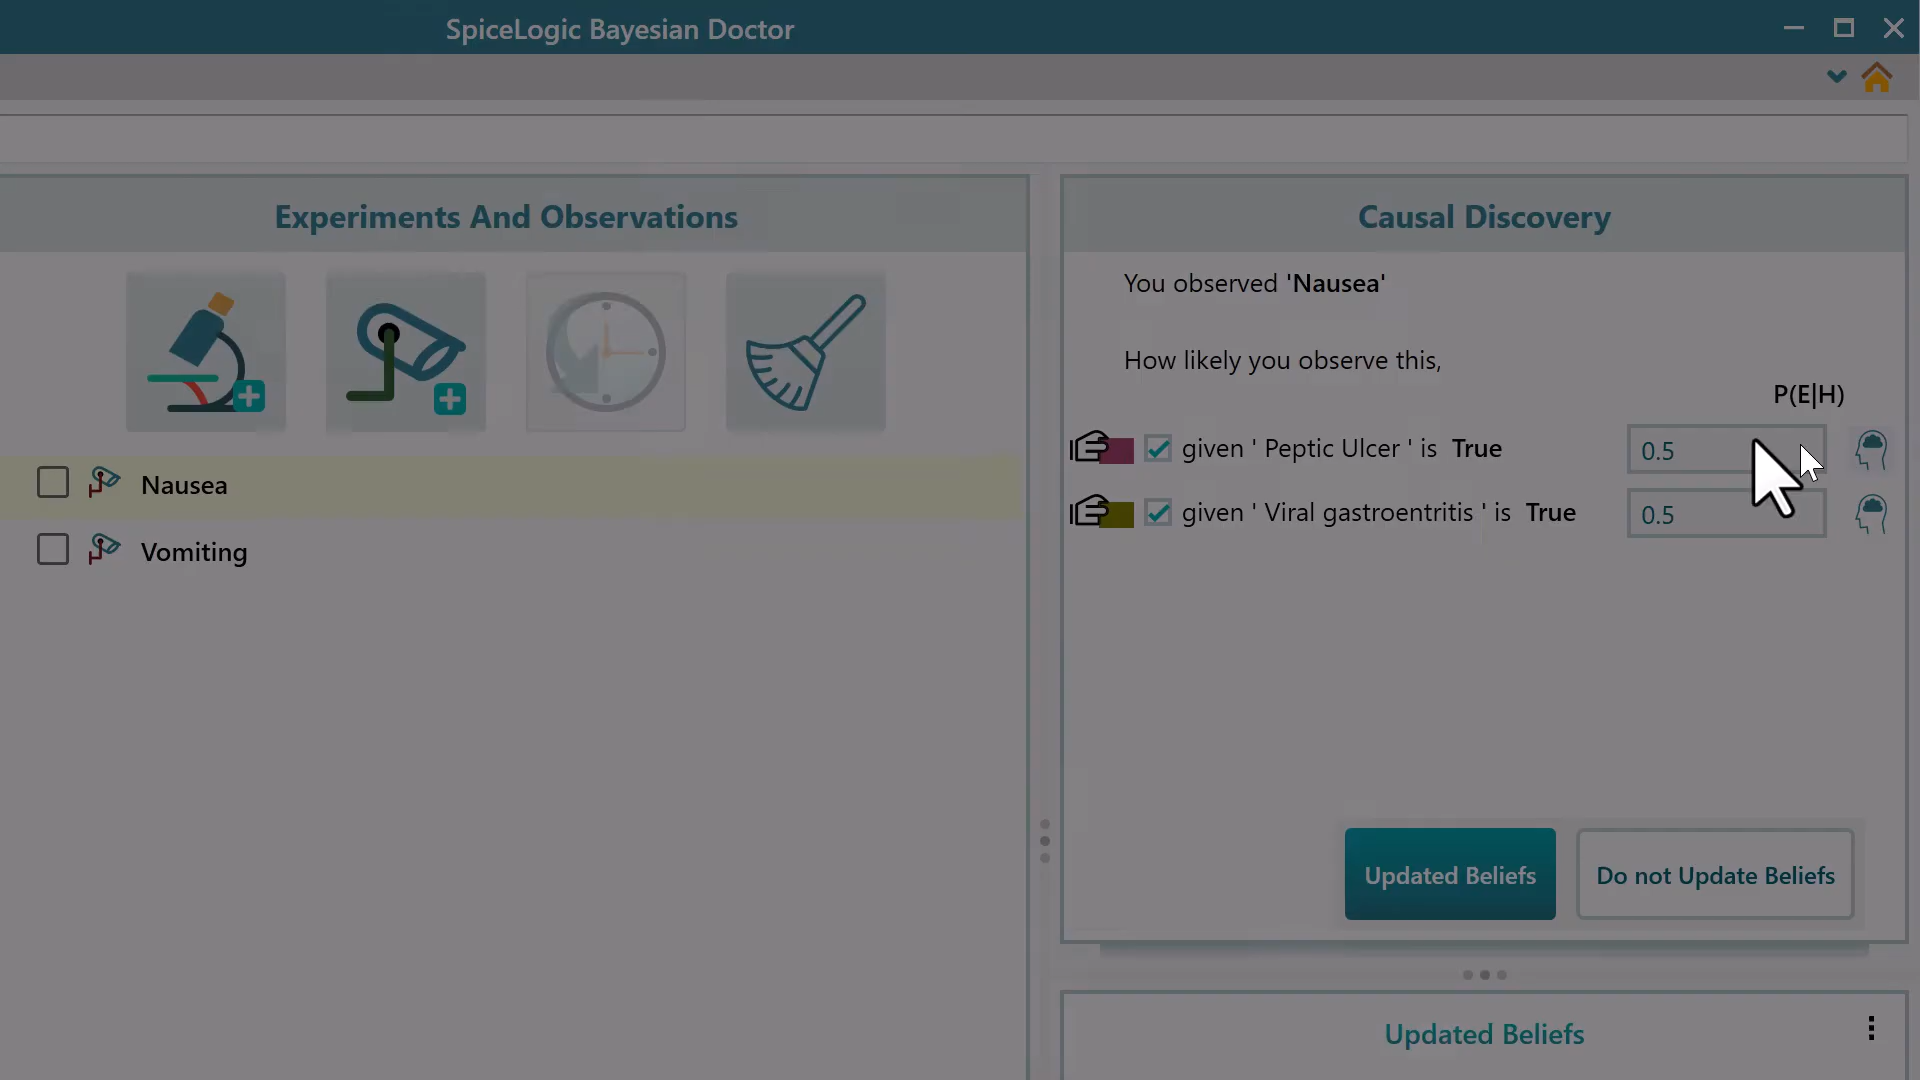 SpiceLogic Bayesian Doctor
Experiments And Observations
Nausea
Vomiting
Causal Discovery
You observed 'Nausea'
How likely you observe this,
P(E|H)
given ' Peptic Ulcer ' is True 0.5
given ' Viral gastroentritis ' is True 0.5
Updated Beliefs
Do not Update Beliefs
Updated Beliefs